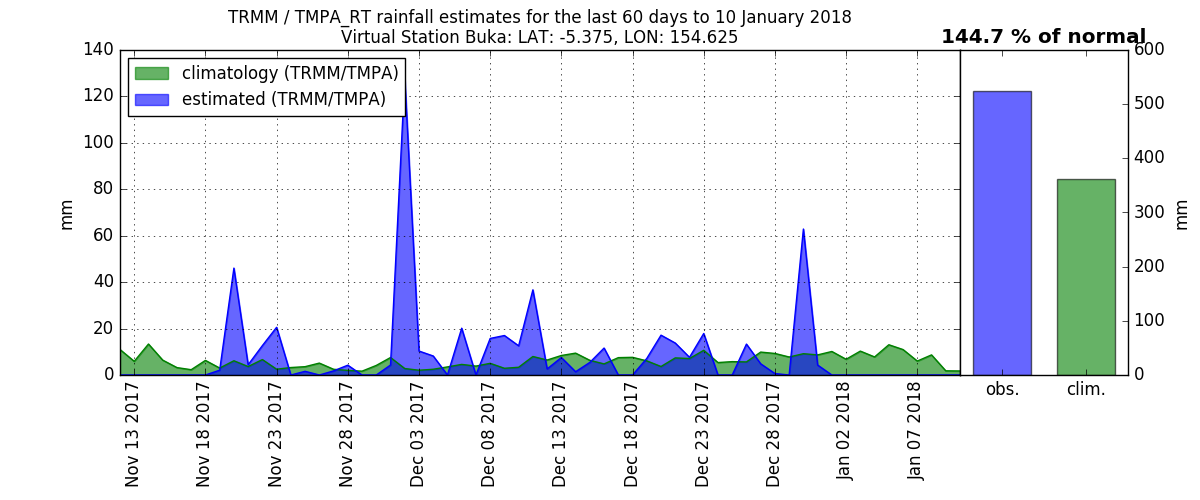 TRMM / TMPA_RT rainfall estimates for the last 60 days to 10 January 2018
Virtual Station Buka: LAT: -5.375, LON: 154.625
144.7 % of normal
climatology (TRMM/TMPA)
estimated (TRMM/TMPA)
140
120
100
80
60
40
20
0
mm
Nov 13 2017
Nov 18 2017
Nov 23 2017
Nov 28 2017
Dec 03 2017
Dec 08 2017
Dec 13 2017
Dec 18 2017
Dec 23 2017
Dec 28 2017
Jan 02 2018
Jan 07 2018
600
500
400
300
200
100
0
mm
obs.
clim.